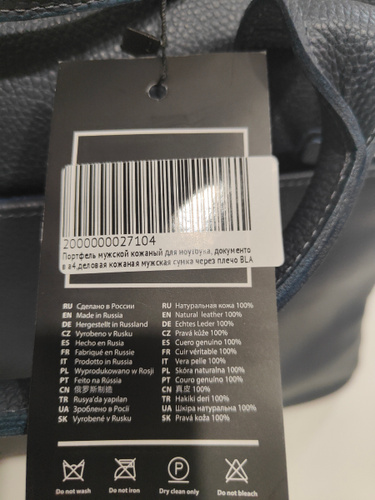 2000000027104
Портфель мужской кожаный для ноутбука, документо
в а4 деловая кожаная мужская сумка через плечо BLA
RU Сделано в России
EN Made in Russia
DE Hergestellt in Russland
CZ Vyrobeno v Rusku
ES Hecho en Rusia
FR Fabriqué en Russie
IT Prodotto in Russia
PL Wyprodukowano w Rosji
PT Feito na Rússia
CN 俄罗斯制造
TR Rusya'da yapılan
UA Зроблено в Росії
SK Vyrobené v Rusku
RU Натуральная кожа 100%
EN Natural leather 100%
DE Echtes Leder 100%
CZ Pravá kůže 100%
ES Cuero genuino 100%
FR Cuir véritable 100%
IT Vera pelle 100%
PL Skóra naturalna 100%
PT Couro genuíno 100%
CN 真皮 100%
TR Hakiki deri 100%
UA Шкіра натуральна 100%
SK Pravá koža 100%
Do not wash
Do not iron
P
Dry clean only
Do not bleach